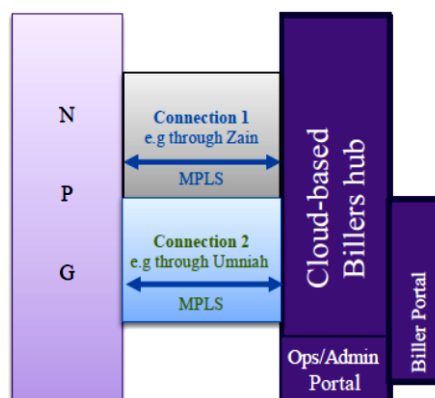 N
P
G
Connection 1
e.g through Zain
MPLS
Connection 2
e.g through Umniah
MPLS
Cloud-based
Billers hub
Ops/Admin
Portal
Biller Portal